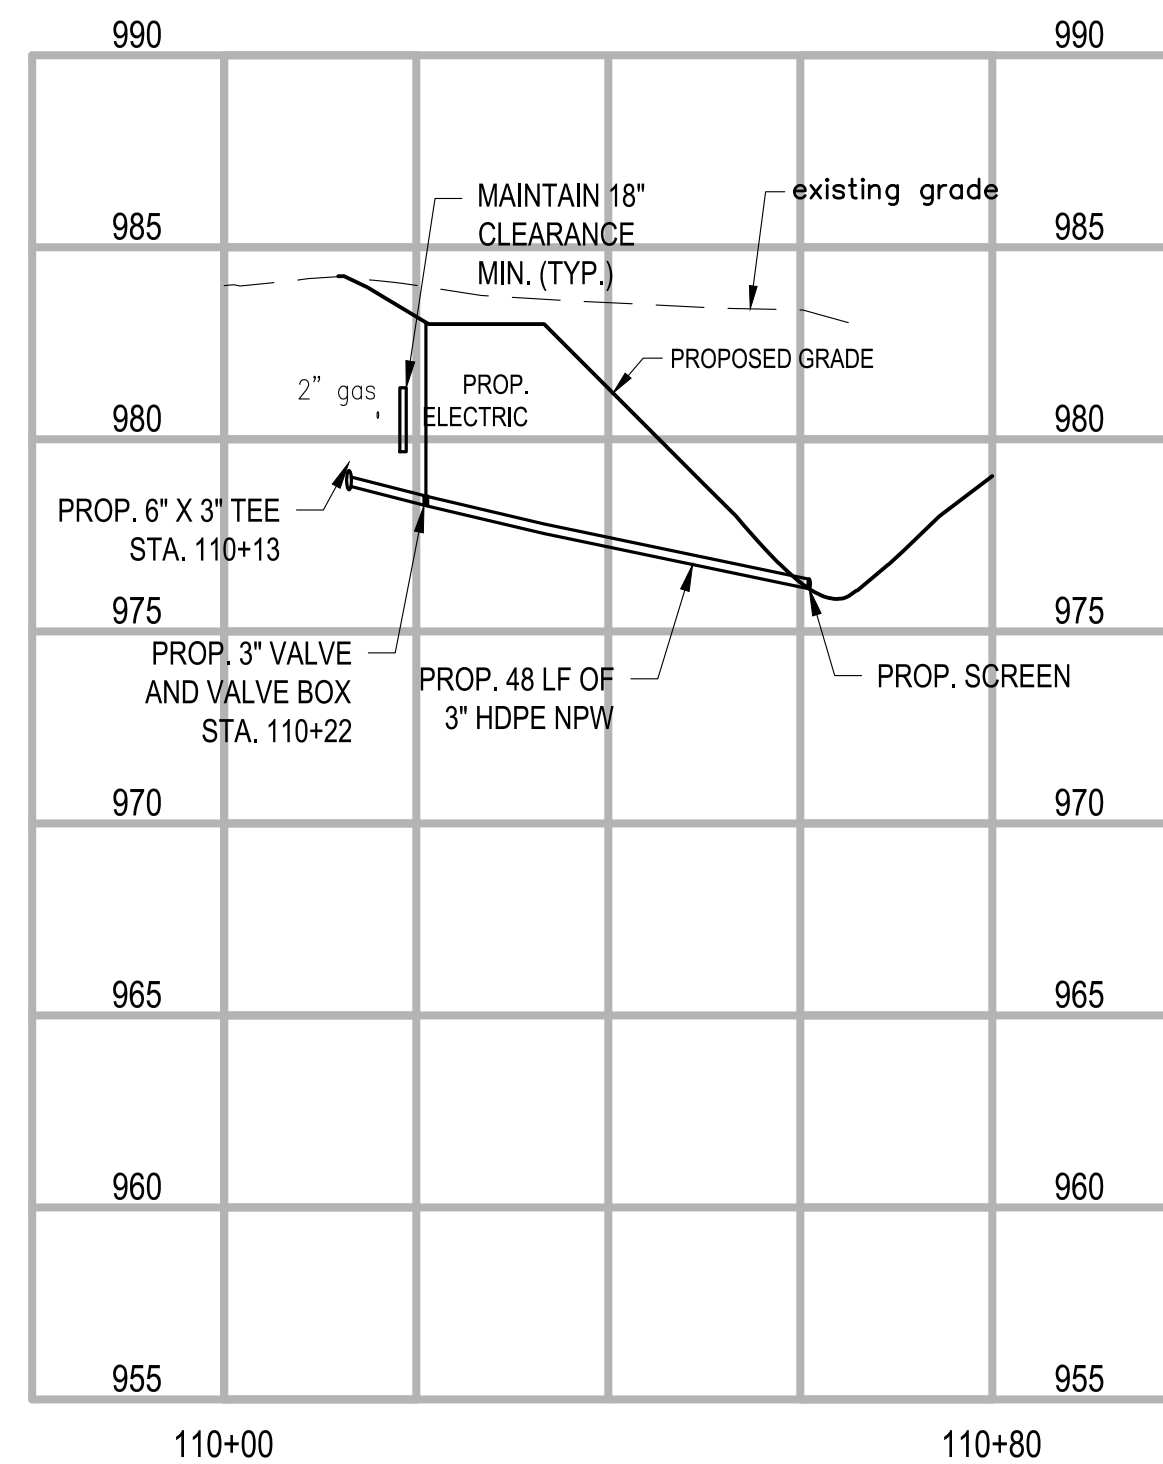 990
990
MAINTAIN 18"
CLEARANCE
MIN. (TYP.)
existing grade
985
985
PROPOSED GRADE
2” gas
PROP.
ELECTRIC
980
980
PROP. 6" X 3" TEE
STA. 110+13
975
975
PROP. 3" VALVE
AND VALVE BOX
STA. 110+22
PROP. 48 LF OF
3" HDPE NPW
PROP. SCREEN
970
970
965
965
960
960
955
955
110+00
110+80